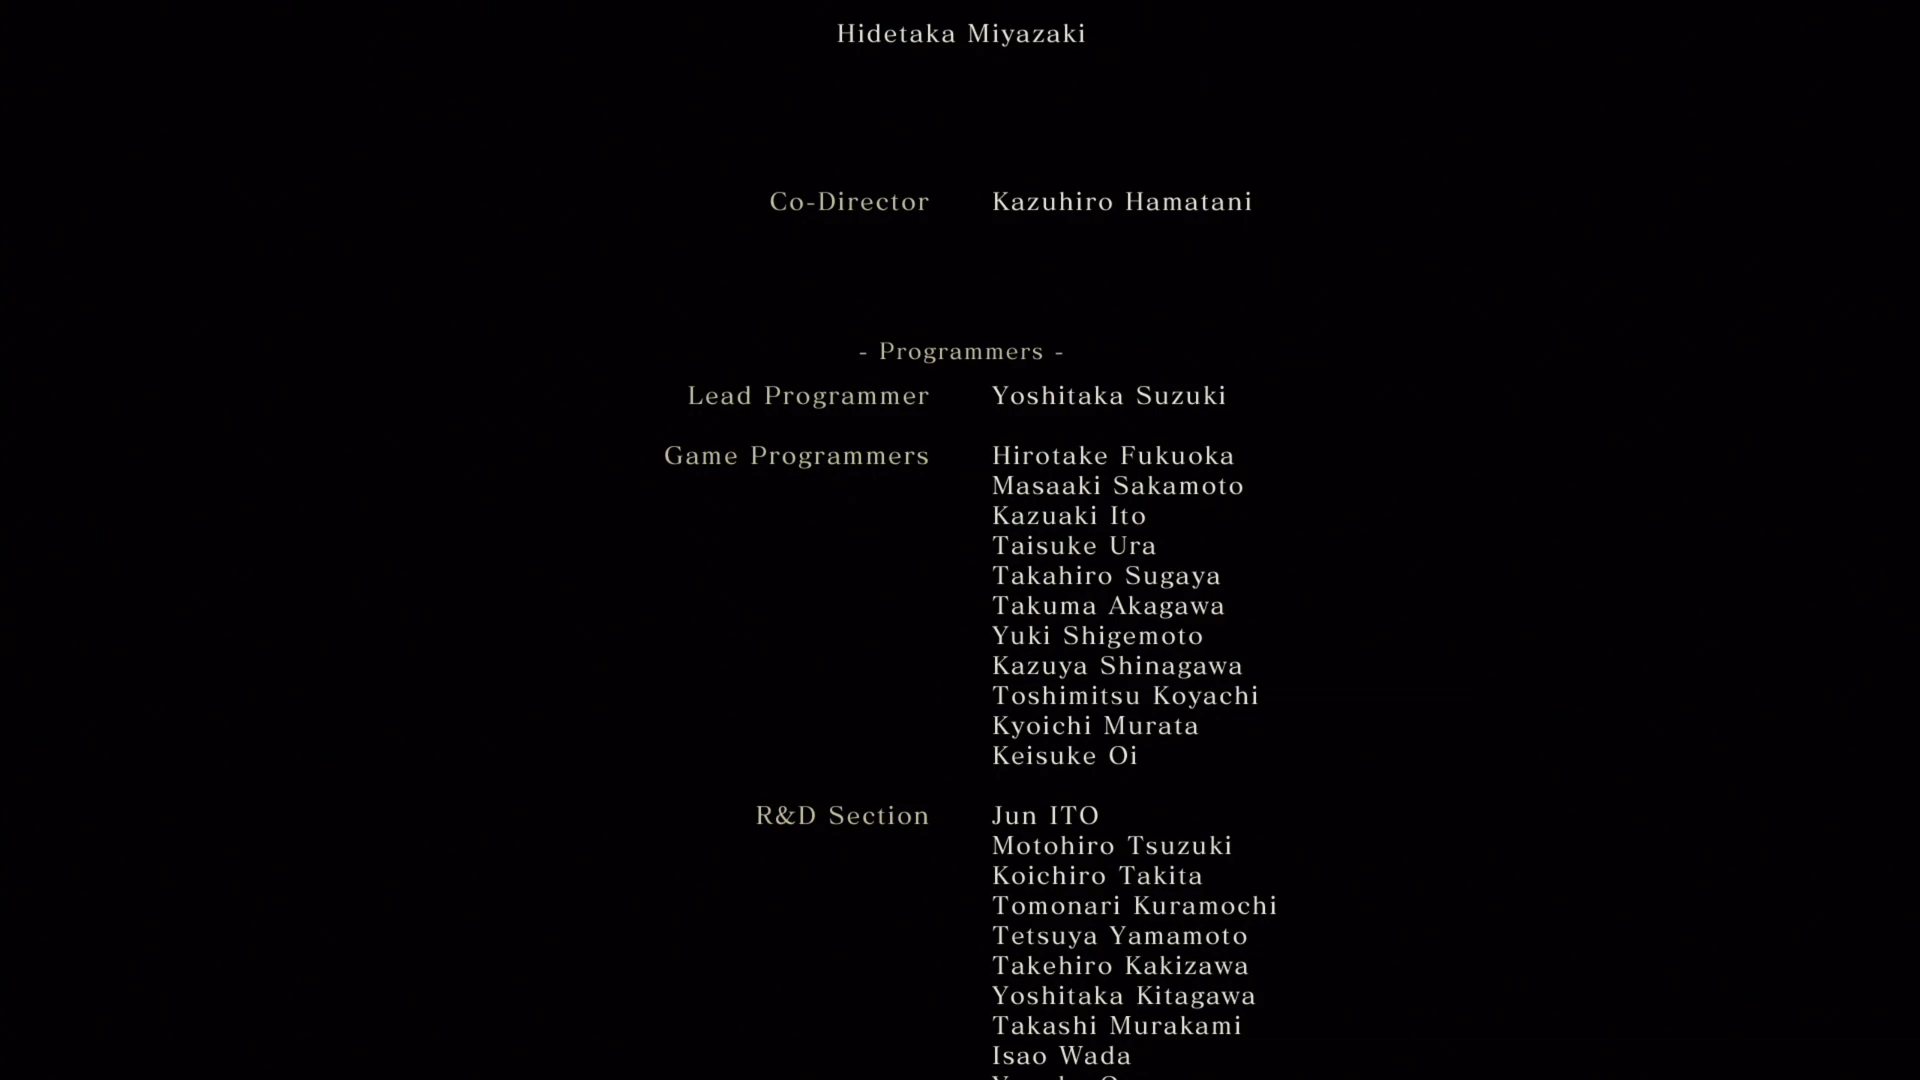 Hidetaka Miyazaki
Co-Director Kazuhiro Hamatani
- Programmers -
Lead Programmer Yoshitaka Suzuki
Game Programmers Hirotake Fukuoka
Masaaki Sakamoto
Kazuaki Ito
Taisuke Ura
Takahiro Sugaya
Takuma Akagawa
Yuki Shigemoto
Kazuya Shinagawa
Toshimitsu Koyachi
Kyoichi Murata
Keisuke Oi
R&D Section Jun ITO
Motohiro Tsuzuki
Koichiro Takita
Tomonari Kuramochi
Tetsuya Yamamoto
Takehiro Kakizawa
Yoshitaka Kitagawa
Takashi Murakami
Isao Wada